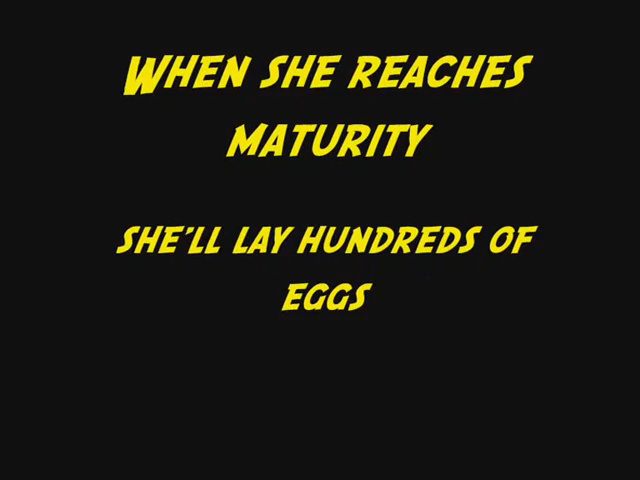 When she reaches
maturity
she'll lay hundreds of
eggs